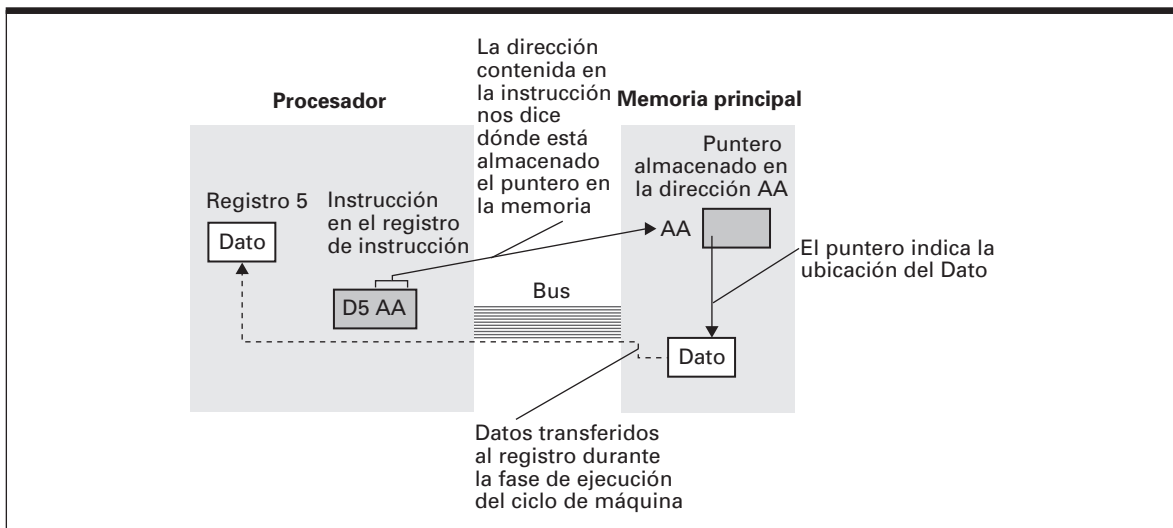 La dirección
contenida en
la instrucción
nos dice
dónde está
almacenado
el puntero en
la memoria
Procesador
Memoria principal
Puntero
almacenado en
la dirección AA
Registro 5
Instrucción
en el registro
de instrucción
Dato
AA
El puntero indica la
ubicación del Dato
D5 AA
Bus
Dato
Datos transferidos
al registro durante
la fase de ejecución
del ciclo de máquina